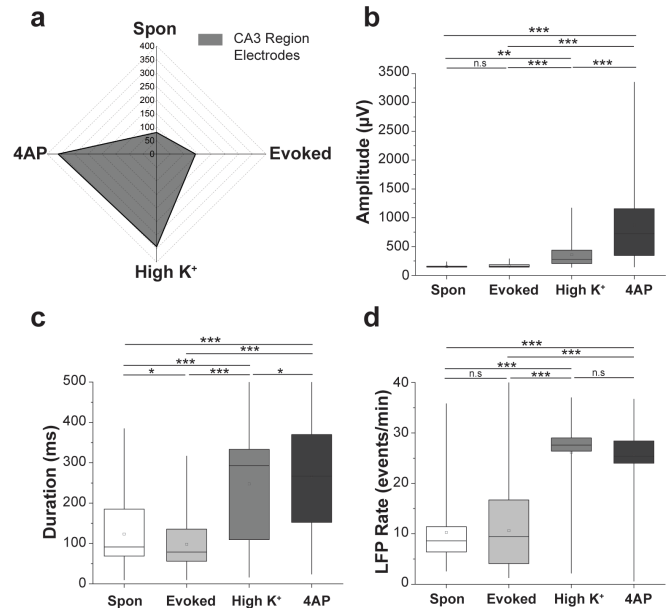 a
Spon
400
350
300
250
200
150
100
50
0
CA3 Region
Electrodes
4AP
Evoked
High K⁺
b
***
***
**
n.s
***
***
Amplitude (µV)
3500
3000
2500
2000
1500
1000
500
0
Spon
Evoked
High K⁺
4AP
c
***
***
***
*
***
*
Duration (ms)
500
400
300
200
100
0
Spon
Evoked
High K⁺
4AP
d
***
***
***
n.s
***
n.s
LFP Rate (events/min)
40
30
20
10
0
Spon
Evoked
High K⁺
4AP